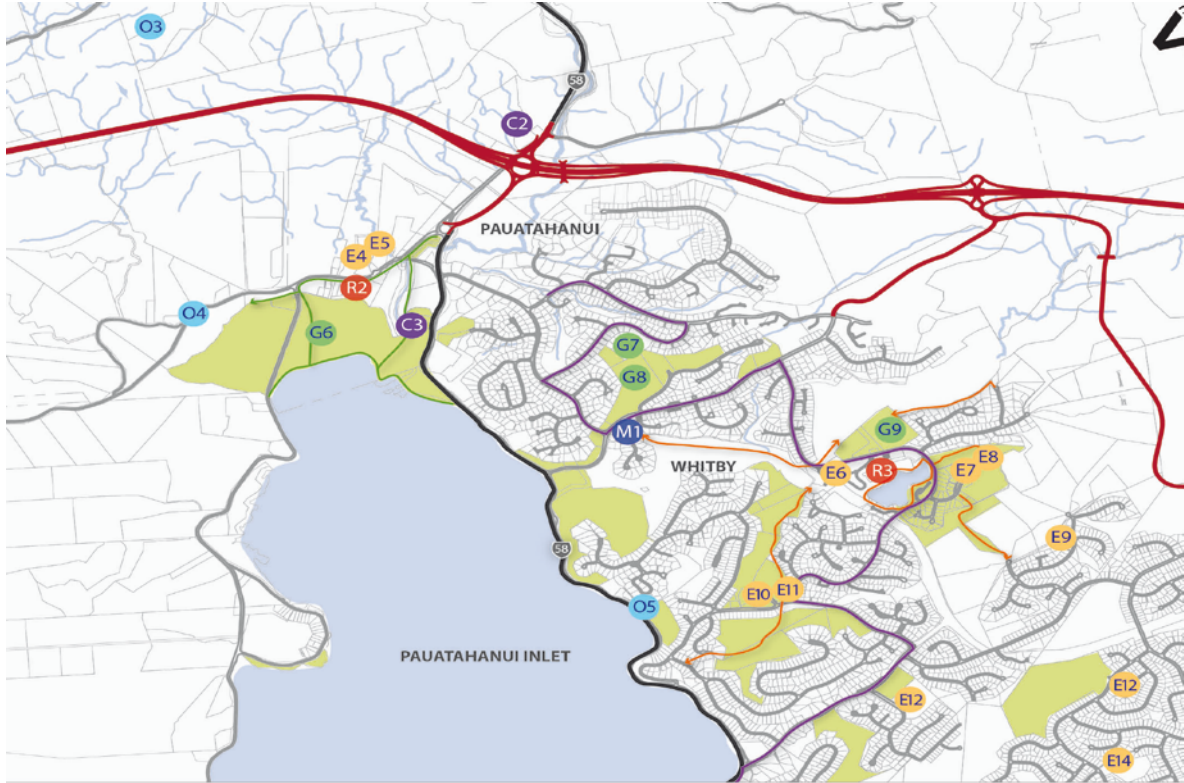 O3
58
C2
PAUATAHANUI
E5
E4
R2
O4
C3
G6
G7
G8
M1
G9
WHITBY
E6
R3
E7
E8
E9
58
E10
E11
O5
PAUATAHANUI INLET
E12
E12
E14